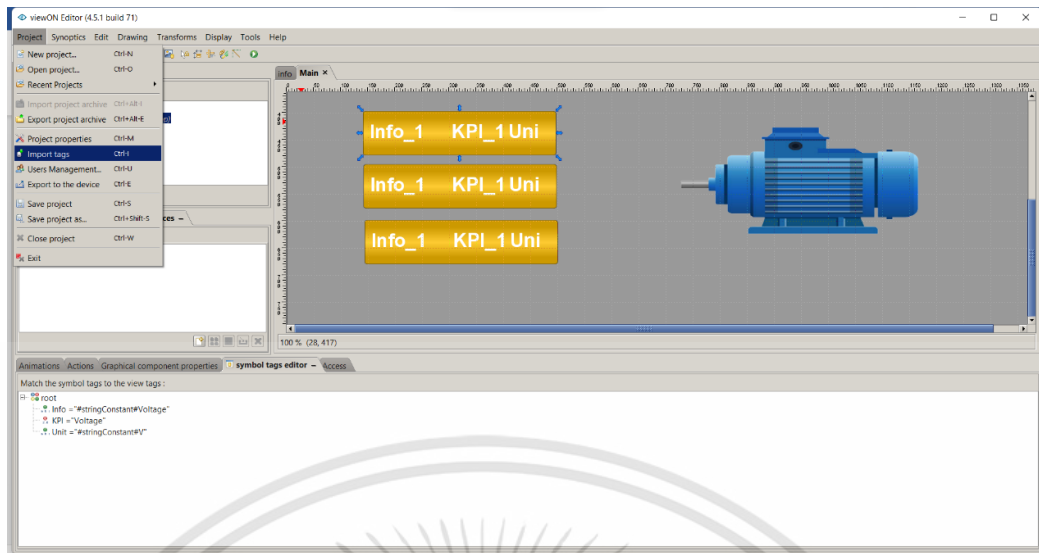 viewON Editor (4.5.1 build 71)
Project Synoptics Edit Drawing Transforms Display Tools Help
New project... Ctrl-N
Open project... Ctrl-O
Recent Projects
Import project archive Ctrl+Alt-I
Export project archive Ctrl+Alt-E
Project properties Ctrl-M
Import tags Ctrl-I
Users Management... Ctrl-U
Export to the device Ctrl-E
Save project Ctrl-S
Save project as... Ctrl+Shift-S
Close project Ctrl-W
Exit
info Main ×
Info_1 KPI_1 Uni
Info_1 KPI_1 Uni
Info_1 KPI_1 Uni
100 % (28, 417)
Animations Actions Graphical component properties symbol tags editor – Access
Match the symbol tags to the view tags :
root
Info ="#stringConstant#Voltage"
KPI ="Voltage"
Unit ="#stringConstant#V"